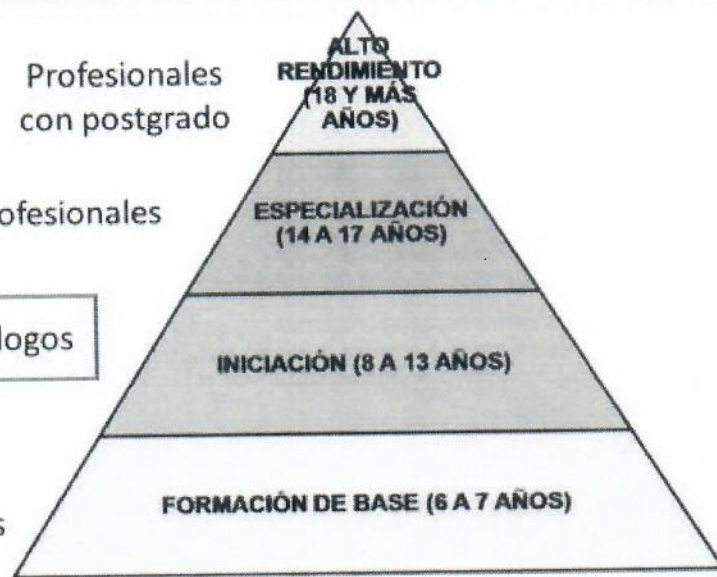 Profesionales
con postgrado
ALTO
RENDIMIENTO
(18 Y MÁS
AÑOS)
ESPECIALIZACIÓN
(14 A 17 AÑOS)
INICIACIÓN (8 A 13 AÑOS)
FORMACIÓN DE BASE (6 A 7 AÑOS)